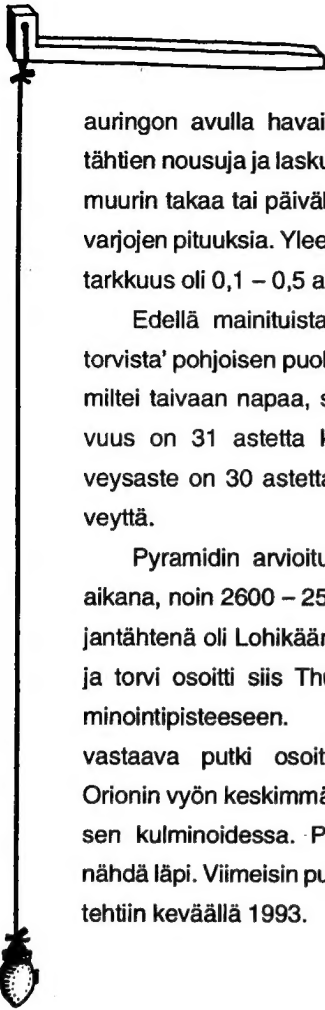 auringon avulla havai
tähtien nousuja ja lasku
muurin takaa tai päiväl
varjojen pituuksia. Ylee
tarkkuus oli 0,1 – 0,5 a
Edellä mainituista
torvista' pohjoisen puol
miltei taivaan napaa, s
vuus on 31 astetta k
veysaste on 30 astetta
veyttä.
Pyramidin arvioitu
aikana, noin 2600 – 25
jantähtenä oli Lohikäär
ja torvi osoitti siis Thu
minointipisteeseen.
vastaava putki osoit
Orionin vyön keskimmä
sen kulminoidessa. P
nähdä läpi. Viimeisin pu
tehtiin keväällä 1993.